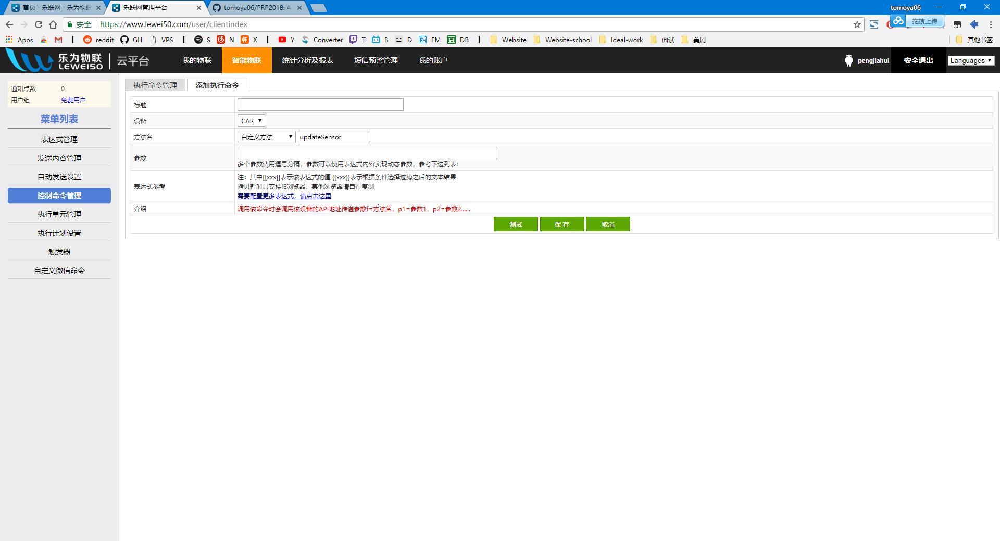 首页 - 乐联网 - 乐为物联
乐联网管理平台
tomoya06/PRP2018: A
tomoya06
安全
https://www.lewei50.com/user/clientindex
拖拽上传
Apps
reddit
GH
VPS
S
N
X
Y
Converter
T
B
D
FM
DB
Website
Website-school
Ideal-work
面试
美剧
其他书签
乐为物联
LEWEI50
云平台
我的物联
智能物联
统计分析及报表
短信预警管理
我的账户
pengjiahui
安全退出
Languages
通知点数 0
用户组 免费用户
菜单列表
表达式管理
发送内容管理
自动发送设置
控制命令管理
执行单元管理
执行计划设置
触发器
自定义微信命令
执行命令管理
添加执行命令
标题
设备 CAR
方法名 自定义方法 updateSensor
参数
多个参数请用逗号分隔，参数可以使用表达式内容实现动态参数，参考下边列表：
表达式参考
注：其中[[xxx]]表示该表达式的值 {{xxx}}表示根据条件选择过滤之后的文本结果
拷贝暂时只支持IE浏览器，其他浏览器请自行复制
需要配置更多表达式，请点击这里
介绍 调用该命令时会调用该设备的API地址传递参数f=方法名，p1=参数1，p2=参数2......
测试
保 存
取消